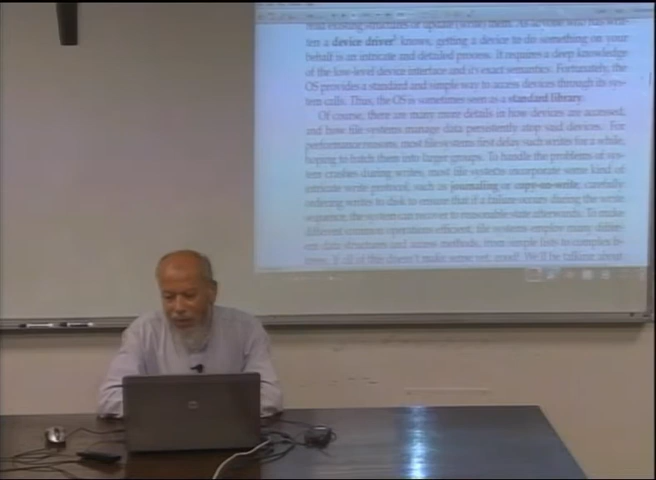 ten a device driver knows, getting a device to do something on your
behalf is an intricate and detailed process. It requires a deep knowledge
of the low-level device interface and its exact semantics. Fortunately, the
OS provides a standard and simple way to access devices through its sys-
tem calls. Thus, the OS is sometimes seen as a standard library.
Of course, there are many more details in how devices are accessed,
and how file systems manage data persistently atop said devices. For
performance reasons, most file systems first delay such writes for a while,
hoping to batch them into larger groups. To handle the problems of sys-
tem crashes during writes, most file systems incorporate some kind of
intricate write protocol, such as journaling or copy-on-write, carefully
ordering writes to disk to ensure that if a failure occurs during the write
sequence, the system can recover to reasonable state afterwards. To make
different common operations efficient, file systems employ many differ-
ent data structures and access methods, from simple lists to complex b-
trees. If all of this doesn't make sense yet, good! We'll be talking about
hp